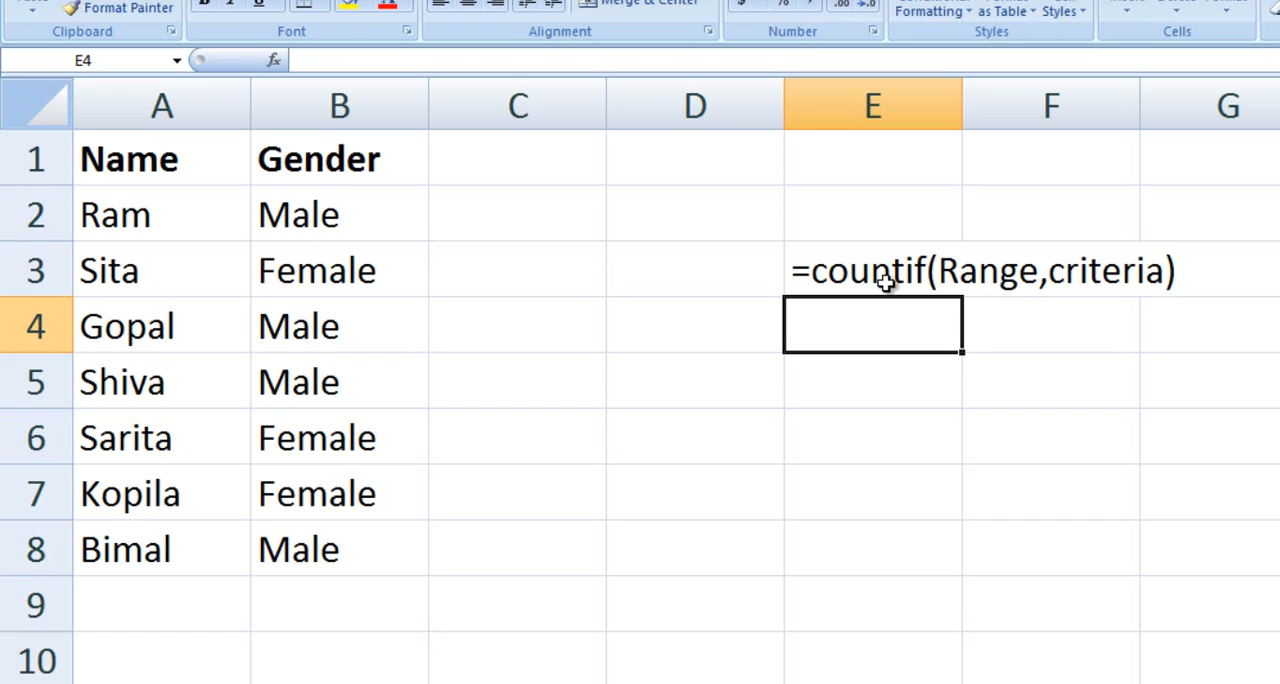 Format Painter
Merge & Center
Formatting as Table Styles
Clipboard Font Alignment Number Styles Cells
E4 fx
A B C D E F G
1 Name Gender
2 Ram Male
3 Sita Female =countif(Range,criteria)
4 Gopal Male
5 Shiva Male
6 Sarita Female
7 Kopila Female
8 Bimal Male
9
10